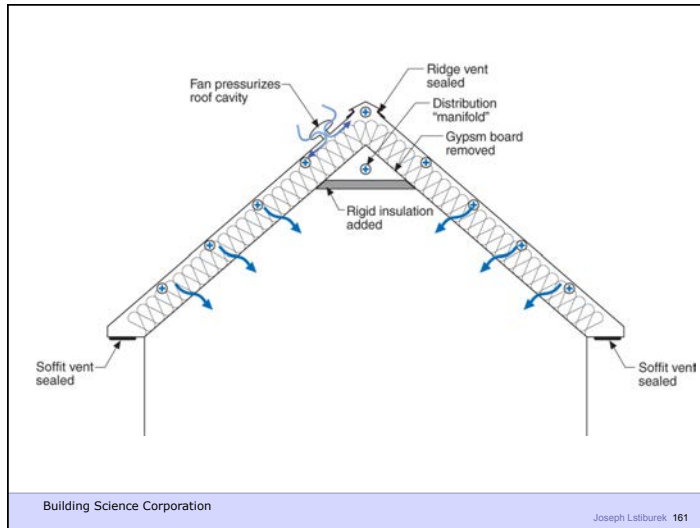 Fan pressurizes
roof cavity
Ridge vent
sealed
Distribution
“manifold”
Gypsm board
removed
Rigid insulation
added
Soffit vent
sealed
Soffit vent
sealed
Building Science Corporation
Joseph Lstiburek 161